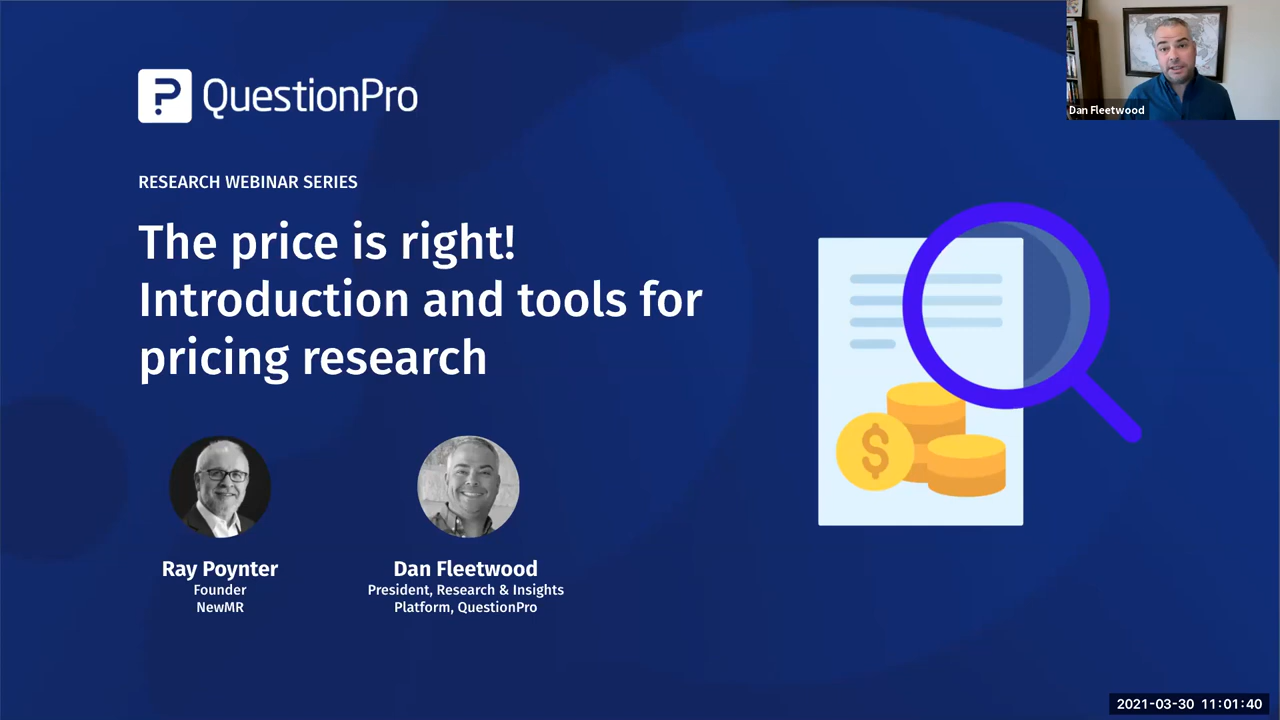 QuestionPro
Dan Fleetwood
RESEARCH WEBINAR SERIES
The price is right!
Introduction and tools for
pricing research
$
Ray Poynter
Founder
NewMR
Dan Fleetwood
President, Research & Insights
Platform, QuestionPro
2021-03-30 11:01:40